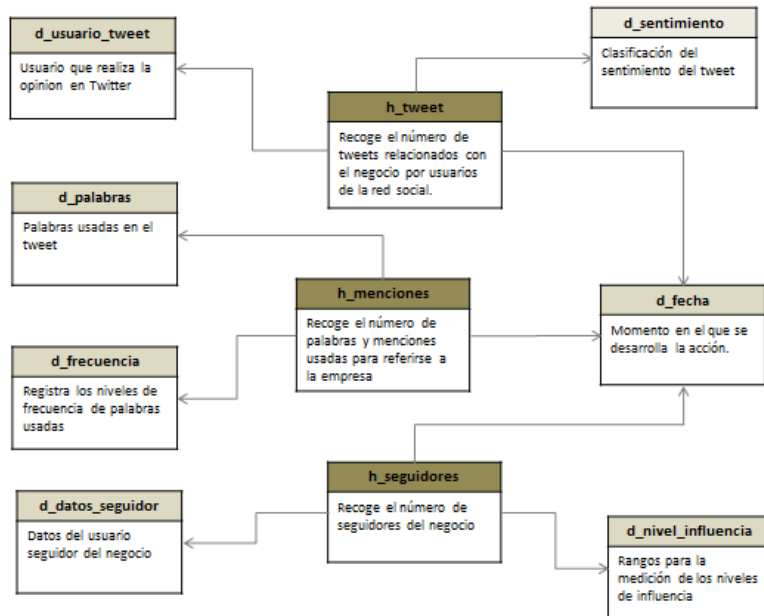 d_usuario_tweet
Usuario que realiza la
opinion en Twitter
d_sentimiento
Clasificación del
sentimiento del tweet
h_tweet
Recoge el número de
tweets relacionados con
el negocio por usuarios
de la red social.
d_palabras
Palabras usadas en el
tweet
h_menciones
Recoge el número de
palabras y menciones
usadas para referirse a
la empresa
d_fecha
Momento en el que se
desarrolla la acción.
d_frecuencia
Registra los niveles de
frecuencia de palabras
usadas
h_seguidores
Recoge el número de
seguidores del negocio
d_datos_seguidor
Datos del usuario
seguidor del negocio
d_nivel_influencia
Rangos para la
medición de los niveles
de influencia